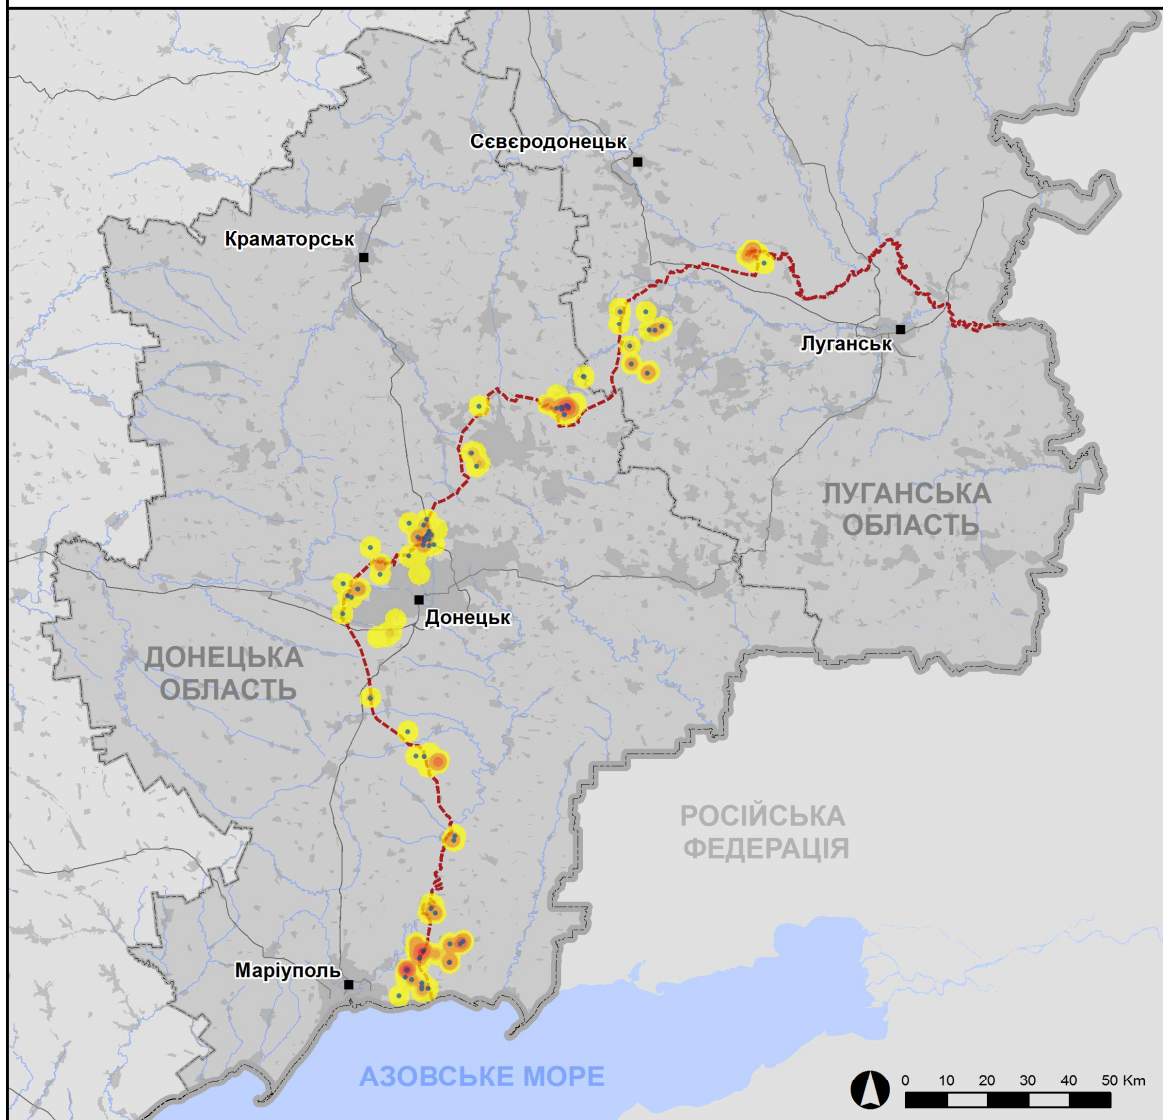 Сєвєродонецьк
Краматорськ
Луганськ
ЛУГАНСЬКА
ОБЛАСТЬ
Донецьк
ДОНЕЦЬКА
ОБЛАСТЬ
РОСІЙСЬКА
ФЕДЕРАЦІЯ
Маріуполь
АЗОВСЬКЕ МОРЕ
0 10 20 30 40 50 Km